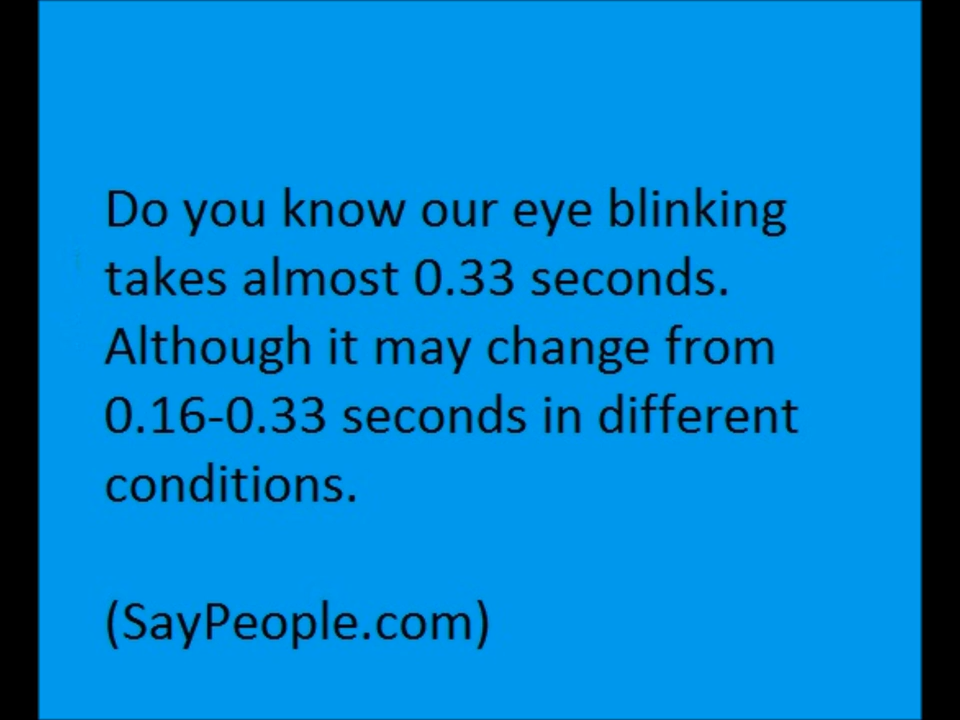 Do you know our eye blinking
takes almost 0.33 seconds.
Although it may change from
0.16-0.33 seconds in different
conditions.
(SayPeople.com)